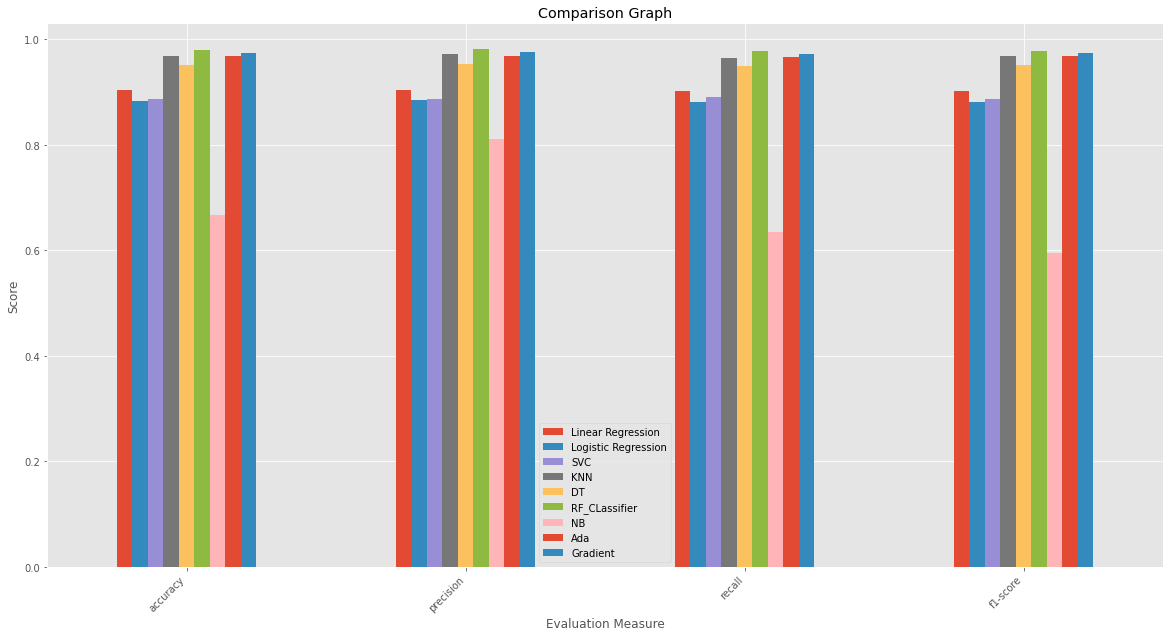 Comparison Graph
1.0
0.8
0.6
0.4
0.2
0.0
Score
Linear Regression
Logistic Regression
SVC
KNN
DT
RF_CLassifier
NB
Ada
Gradient
accuracy
precision
recall
f1-score
Evaluation Measure